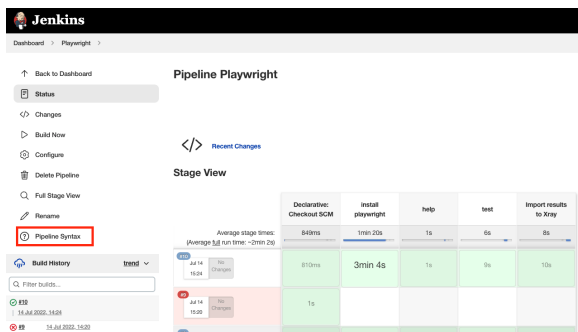 Jenkins
Dashboard > Playwright >
Back to Dashboard
Status
</> Changes
Build Now
Configure
Delete Pipeline
Full Stage View
Rename
Pipeline Syntax
Build History trend
Filter builds...
#10
14 Jul 2022, 15:24
#9 14 Jul 2022, 14:20
Pipeline Playwright
</> Recent Changes
Stage View
Declarative: Checkout SCM
install playwright
help
test
Import results to Xray
Average stage times:
(Average full run time: ~2min 2s)
849ms
1min 20s
1s
6s
8s
#10
Jul 14
15:24
No Changes
810ms
3min 4s
1s
9s
10s
#9
Jul 14
15:00
No Changes
1s